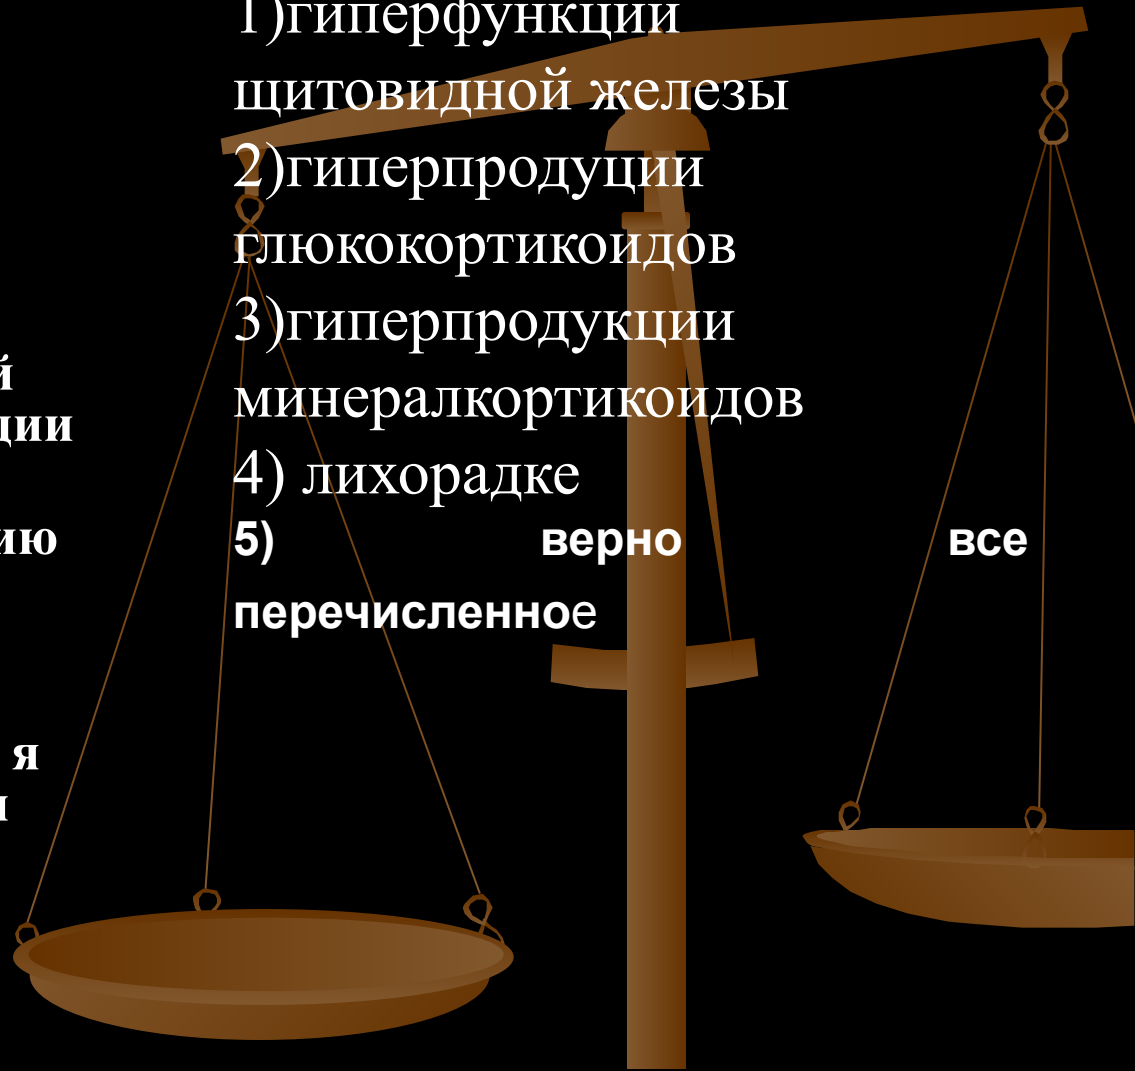 1)гиперфункции
щитовидной железы
2)гиперпродуции
глюкокортикоидов
3)гиперпродукции
минералкортикоидов
4) лихорадке
5) верно все
перечисленное
я